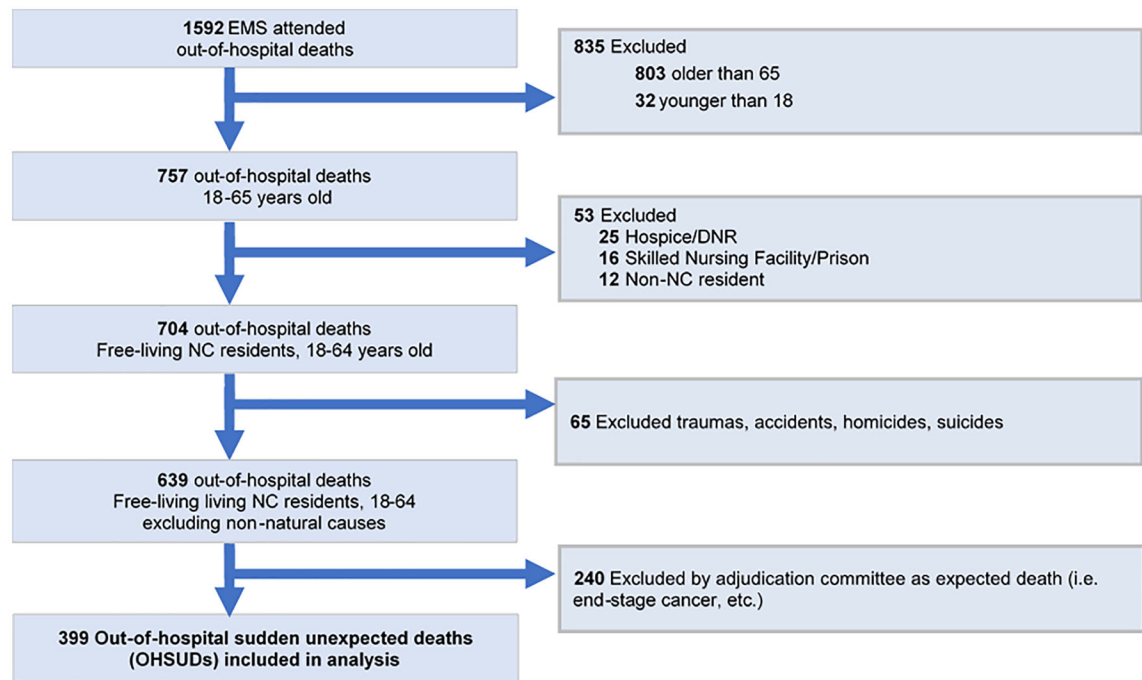 1592 EMS attended
out-of-hospital deaths
835 Excluded
803 older than 65
32 younger than 18
757 out-of-hospital deaths
18-65 years old
53 Excluded
25 Hospice/DNR
16 Skilled Nursing Facility/Prison
12 Non-NC resident
704 out-of-hospital deaths
Free-living NC residents, 18-64 years old
65 Excluded traumas, accidents, homicides, suicides
639 out-of-hospital deaths
Free-living living NC residents, 18-64
excluding non-natural causes
240 Excluded by adjudication committee as expected death (i.e.
end-stage cancer, etc.)
399 Out-of-hospital sudden unexpected deaths
(OHSUDs) included in analysis